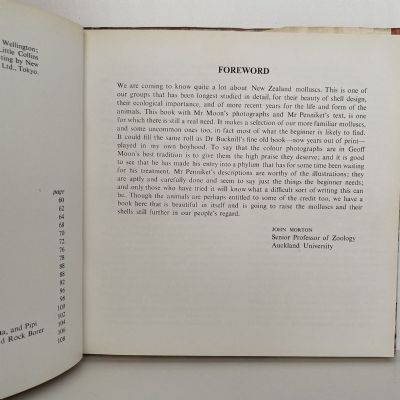 Wellington;
Little Collins
ting by New
Ltd., Tokyo.
page
60
62
64
68
70
72
76
78
88
88
92
96
98
100
102
104
106
108
na, and Pipi
d Rock Borer
FOREWORD
We are coming to know quite a lot about New Zealand molluscs. This is one of
our groups that has been longest studied in detail, for their beauty of shell design,
their ecological importance, and of more recent years for the life and form of the
animals. This book with Mr Moon's photographs and Mr Penniket's text, is one
for which there is still a real need. It makes a selection of our more familiar molluscs,
and some uncommon ones too, in fact most of what the beginner is likely to find.
It could fill the same roll as Dr Bucknill's fine old book—now years out of print—
played in my own boyhood. To say that the colour photographs are in Geoff
Moon's best tradition is to give them the high praise they deserve; and it is good
to see that he has made his entry into a phylum that has for some time been waiting
for his treatment. Mr Penniket's descriptions are worthy of the illustrations; they
are aptly and carefully done and seem to say just the things the beginner needs;
and only those who have tried it will know what a difficult sort of writing this can
be. Though the animals are perhaps entitled to some of the credit too, we have a
book here that is beautiful in itself and is going to raise the molluscs and their
shells still further in our people's regard.
JOHN MORTON
Senior Professor of Zoology
Auckland University